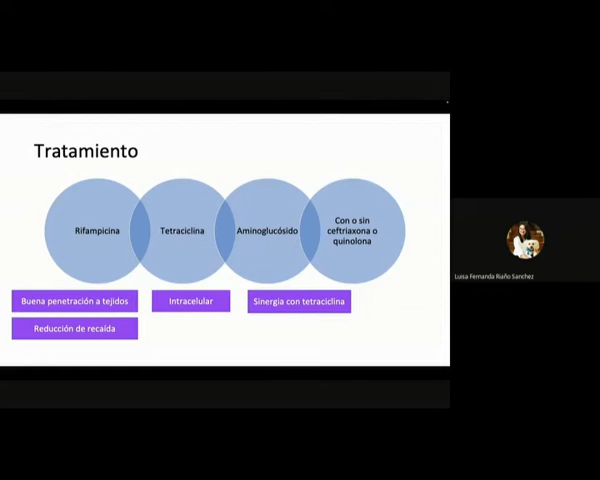 Tratamiento
Rifampicina
Tetraciclina
Aminoglucósido
Con o sin
ceftriaxona o
quinolona
Buena penetración a tejidos
Intracelular
Sinergia con tetraciclina
Reducción de recaída
Luisa Fernanda Riaño Sanchez